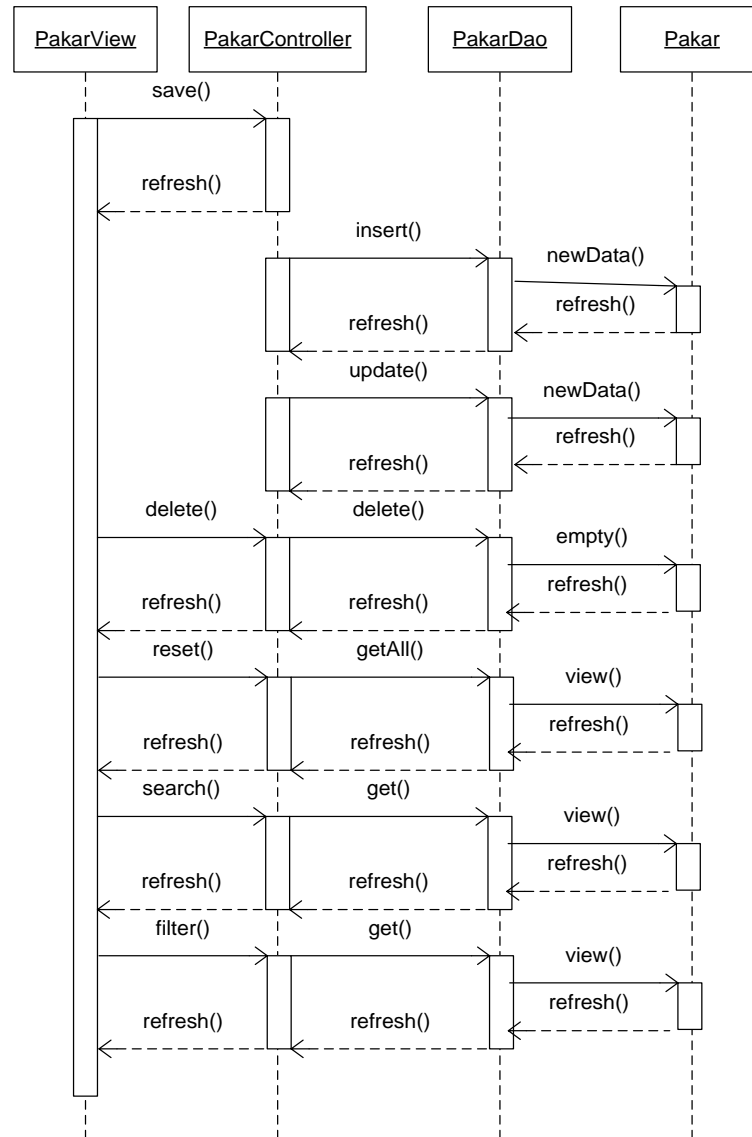 PakarView
PakarController
PakarDao
Pakar
save()
refresh()
insert()
newData()
refresh()
refresh()
update()
newData()
refresh()
refresh()
delete()
delete()
empty()
refresh()
refresh()
refresh()
reset()
getAll()
view()
refresh()
refresh()
refresh()
search()
get()
view()
refresh()
refresh()
refresh()
filter()
get()
view()
refresh()
refresh()
refresh()